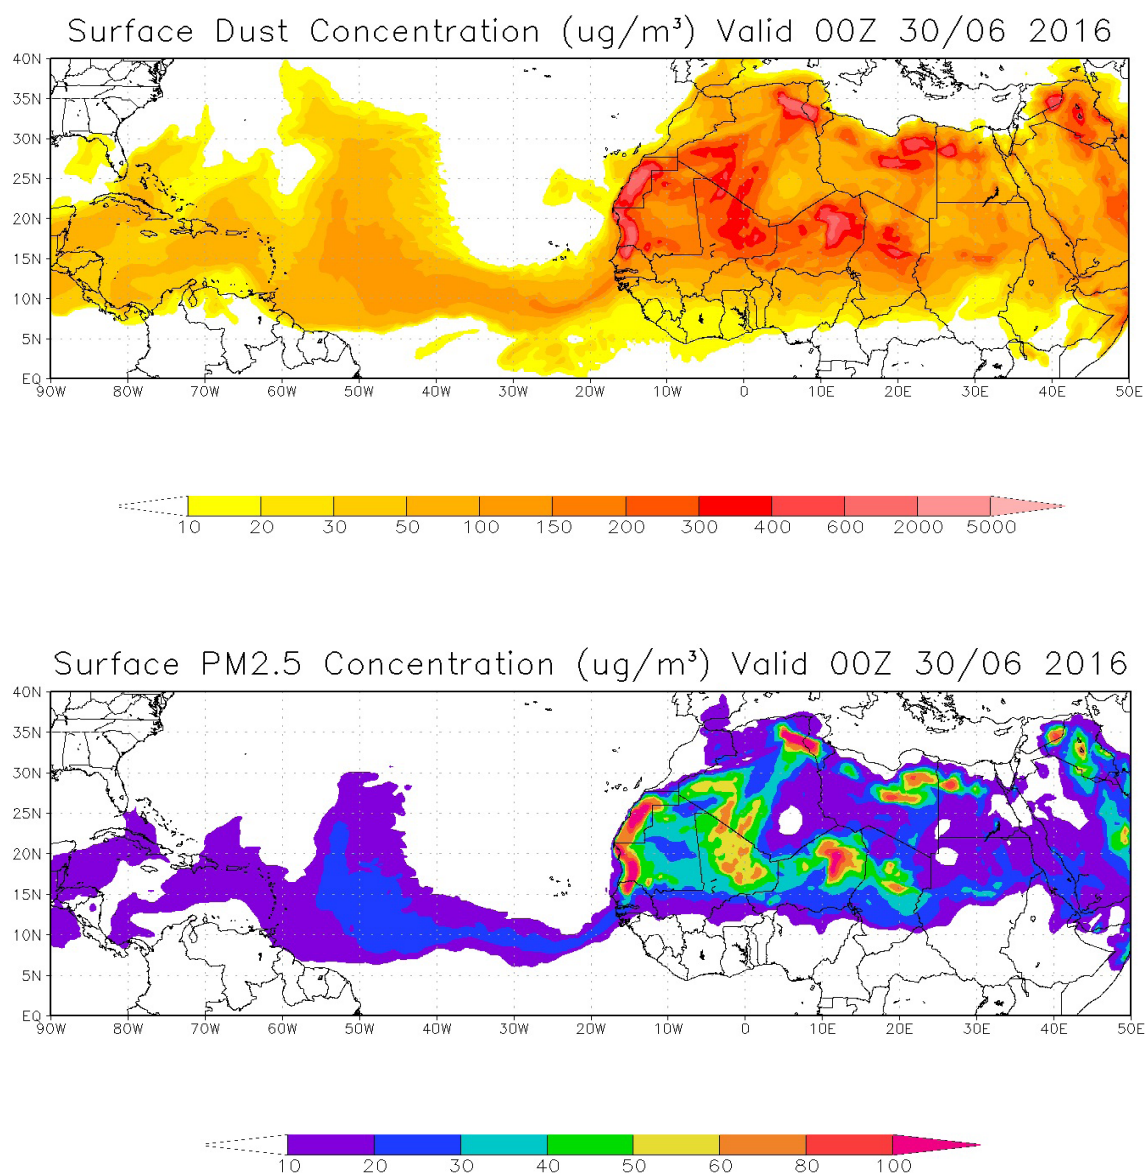 Surface Dust Concentration (ug/m³) Valid 00Z 30/06 2016
40N
35N
30N
25N
20N
15N
10N
5N
EQ
90W 80W 70W 60W 50W 40W 30W 20W 10W 0 10E 20E 30E 40E 50E
10 20 30 50 100 150 200 300 400 600 2000 5000
Surface PM2.5 Concentration (ug/m³) Valid 00Z 30/06 2016
40N
35N
30N
25N
20N
15N
10N
5N
EQ
90W 80W 70W 60W 50W 40W 30W 20W 10W 0 10E 20E 30E 40E 50E
10 20 30 40 50 60 80 100